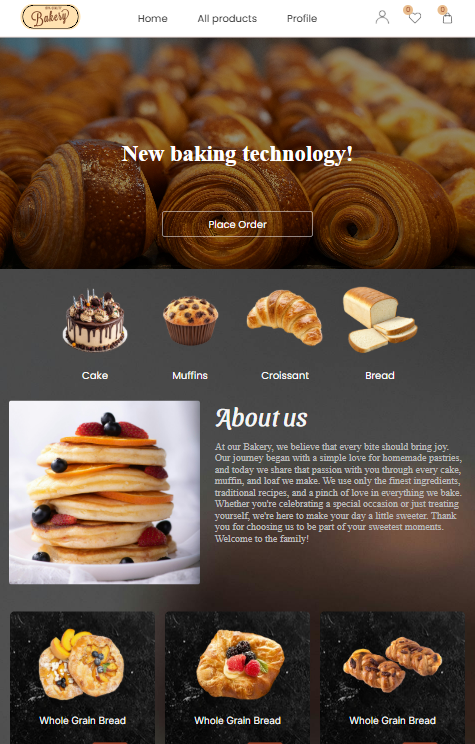 Bakery
Home
All products
Profile
0
0
New baking technology!
Place Order
Cake
Muffins
Croissant
Bread
About us
At our Bakery, we believe that every bite should bring joy.
Our journey began with a simple love for homemade pastries,
and today we share that passion with you through every cake,
muffin, and loaf we make. We use only the finest ingredients,
traditional recipes, and a pinch of love in everything we bake.
Whether you're celebrating a special occasion or just treating
yourself, we're here to make your day a little sweeter. Thank
you for choosing us to be part of your sweetest moments.
Welcome to the family!
Whole Grain Bread
Whole Grain Bread
Whole Grain Bread